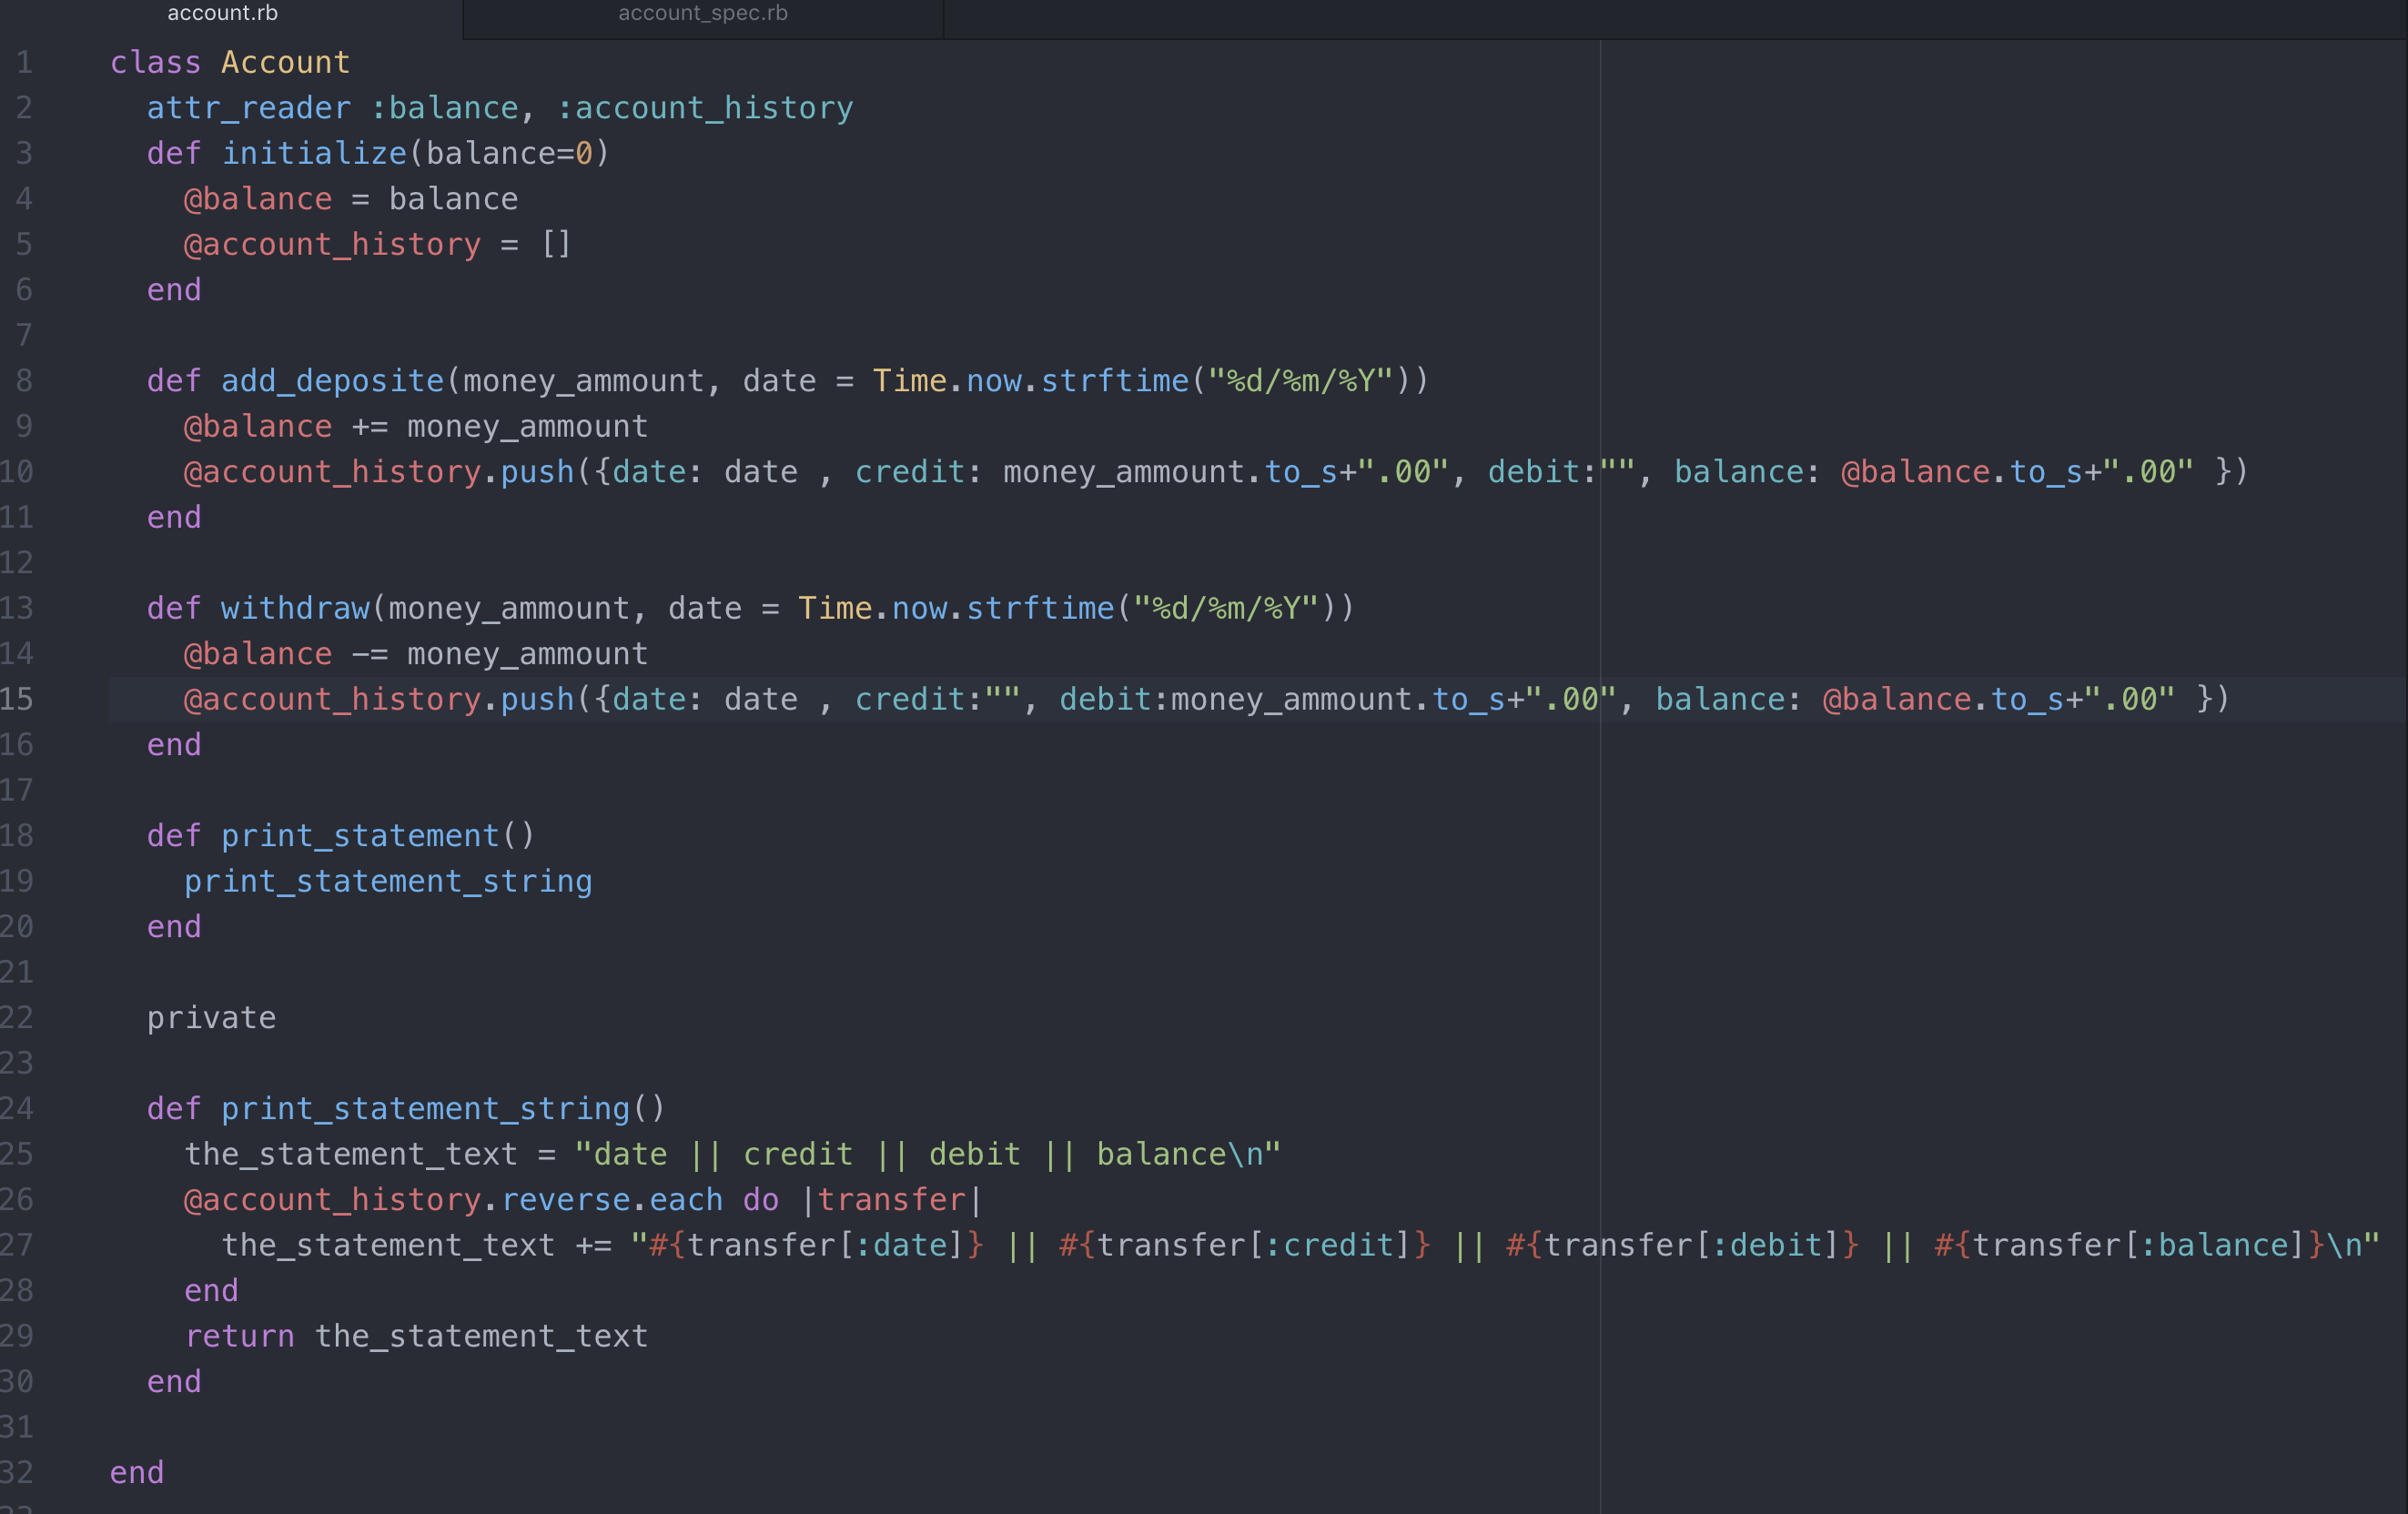 account.rb
account_spec.rb
1 class Account
2 attr_reader :balance, :account_history
3 def initialize(balance=0)
4 @balance = balance
5 @account_history = []
6 end
7
8 def add_deposite(money_ammount, date = Time.now.strftime("%d/%m/%Y"))
9 @balance += money_ammount
10 @account_history.push({date: date , credit: money_ammount.to_s+".00", debit:"", balance: @balance.to_s+".00" })
11 end
12
13 def withdraw(money_ammount, date = Time.now.strftime("%d/%m/%Y"))
14 @balance -= money_ammount
15 @account_history.push({date: date , credit:"", debit:money_ammount.to_s+".00", balance: @balance.to_s+".00" })
16 end
17
18 def print_statement()
19 print_statement_string
20 end
21
22 private
23
24 def print_statement_string()
25 the_statement_text = "date || credit || debit || balance\n"
26 @account_history.reverse.each do |transfer|
27 the_statement_text += "#{transfer[:date]} || #{transfer[:credit]} || #{transfer[:debit]} || #{transfer[:balance]}\n"
28 end
29 return the_statement_text
30 end
31
32 end